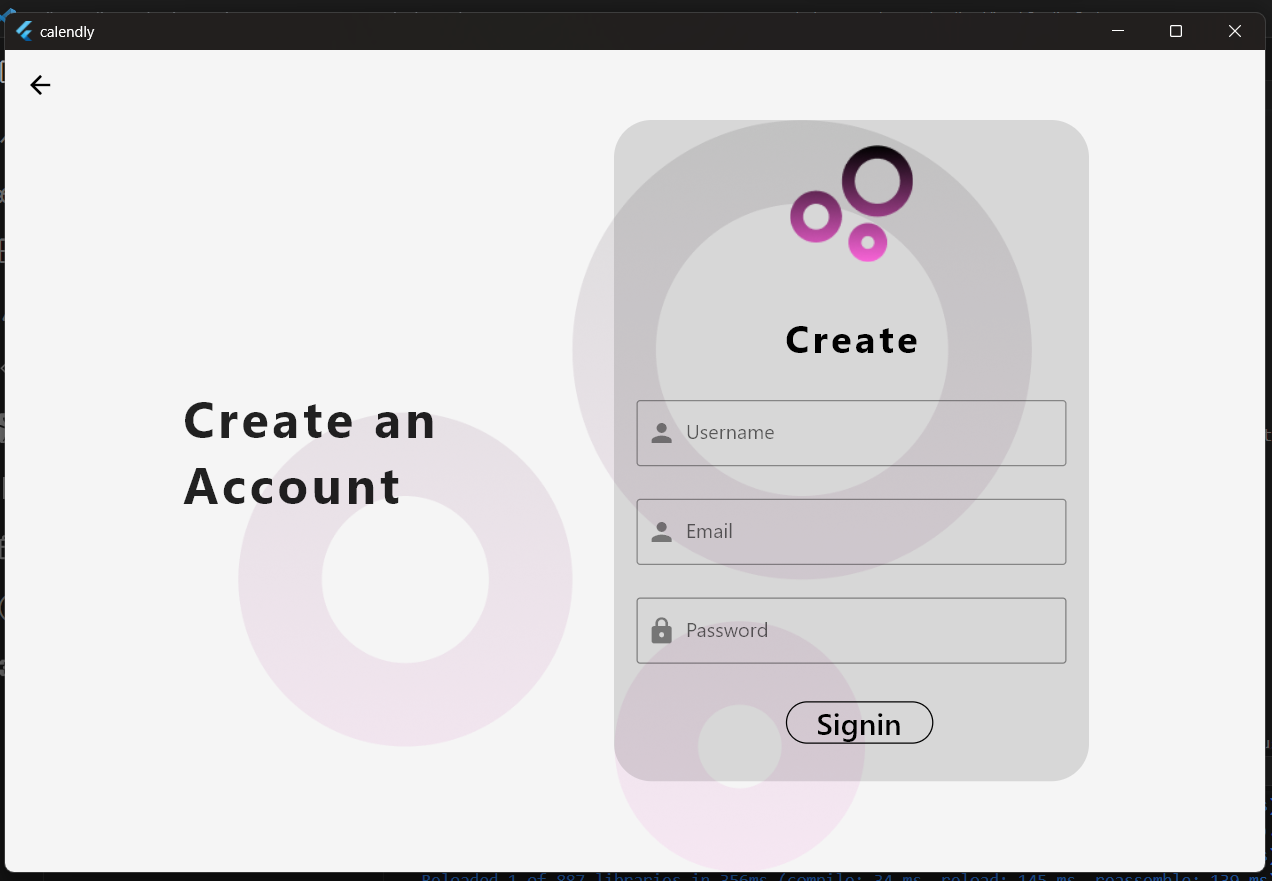 calendly
Create an
Account
Create
Username
Email
Password
Signin
Reloaded 1 of 887 libraries in 356ms (compile: 34 ms, reload: 145 ms, reassemble: 139 ms